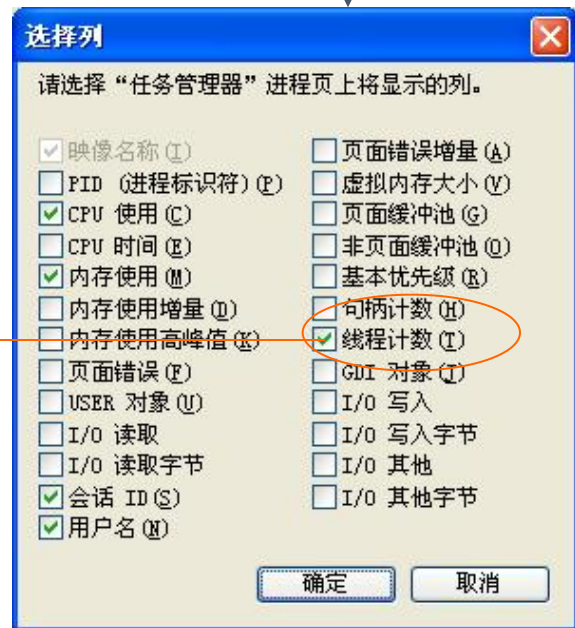 选择列
请选择“任务管理器”进程页上将显示的列。
映像名称(I)
PID (进程标识符)(P)
CPU 使用(C)
CPU 时间(E)
内存使用(M)
内存使用增量(D)
内存使用高峰值(K)
页面错误(F)
USER 对象(U)
I/O 读取
I/O 读取字节
会话 ID(S)
用户名(N)
页面错误增量(A)
虚拟内存大小(V)
页面缓冲池(G)
非页面缓冲池(O)
基本优先级(R)
句柄计数(H)
线程计数(T)
GDI 对象(J)
I/O 写入
I/O 写入字节
I/O 其他
I/O 其他字节
确定
取消